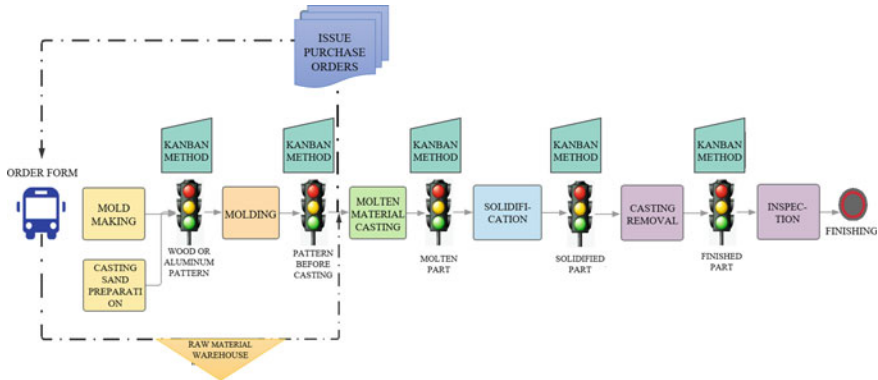 ISSUE
PURCHASE
ORDERS
KANBAN
METHOD
KANBAN
METHOD
KANBAN
METHOD
KANBAN
METHOD
KANBAN
METHOD
ORDER FORM
MOLD
MAKING
MOLDING
MOLTEN
MATERIAL
CASTING
SOLIDIFI-
CATION
CASTING
REMOVAL
INSPEC-
TION
FINISHING
WOOD OR
ALUMINUM
PATTERN
PATTERN
BEFORE
CASTING
MOLTEN
PART
SOLIDIFIED
PART
FINISHED
PART
CASTING
SAND
PREPARATI
ON
RAW MATERIAL
WAREHOUSE